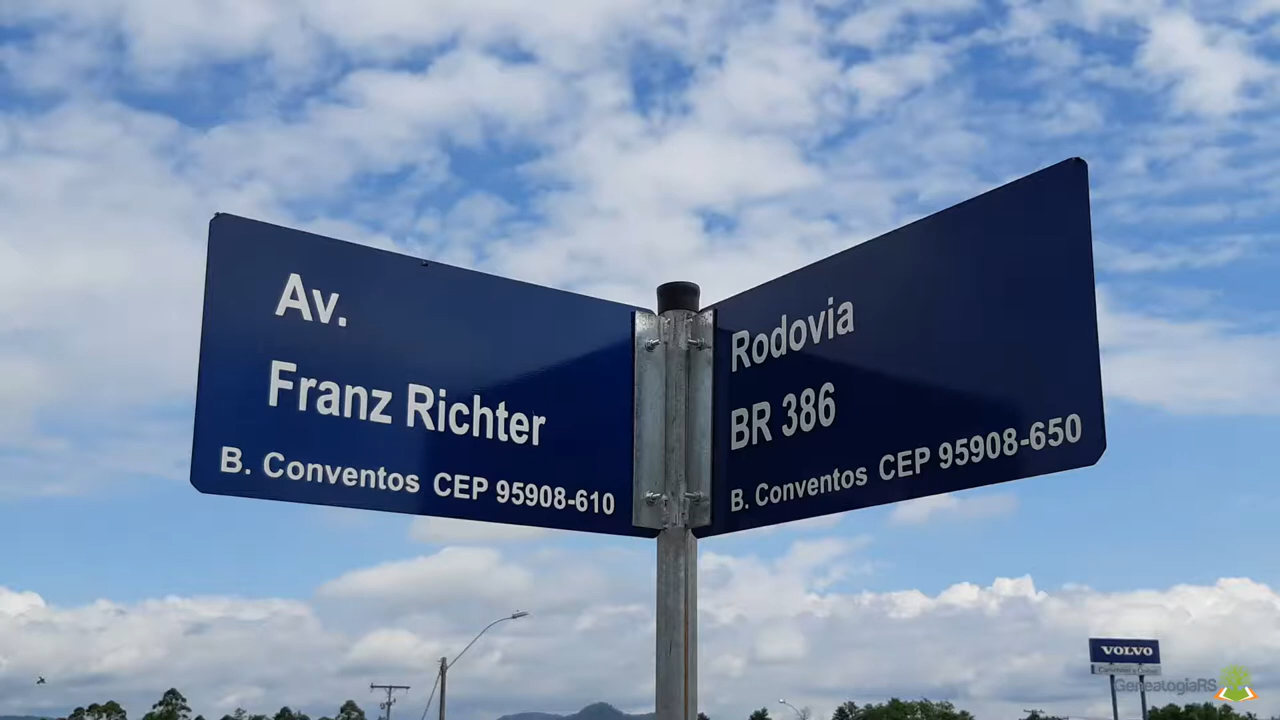 Av.
Franz Richter
B. Conventos CEP 95908-610
Rodovia
BR 386
B. Conventos CEP 95908-650
VOLVO
GenealogiaRS